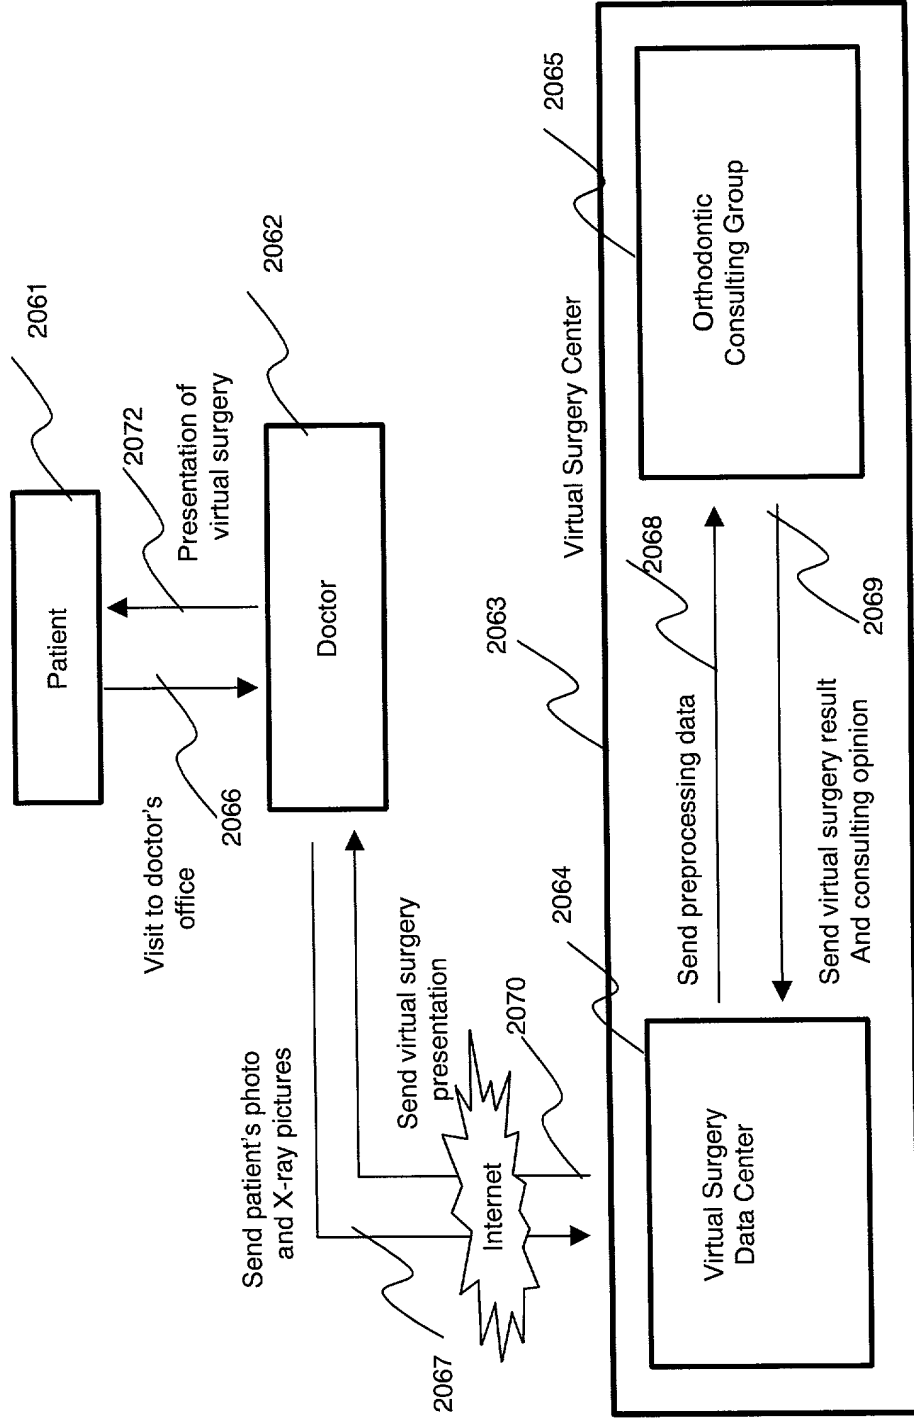 2061
Patient
2072
Presentation of
virtual surgery
2062
Visit to doctor's
office
2066
Doctor
Send patient's photo
and X-ray pictures
Send virtual surgery
presentation
2067
Internet
2070
Virtual Surgery Center
2063
2064
2065
Virtual Surgery
Data Center
Send preprocessing data
2068
Send virtual surgery result
And consulting opinion
2069
Orthodontic
Consulting Group